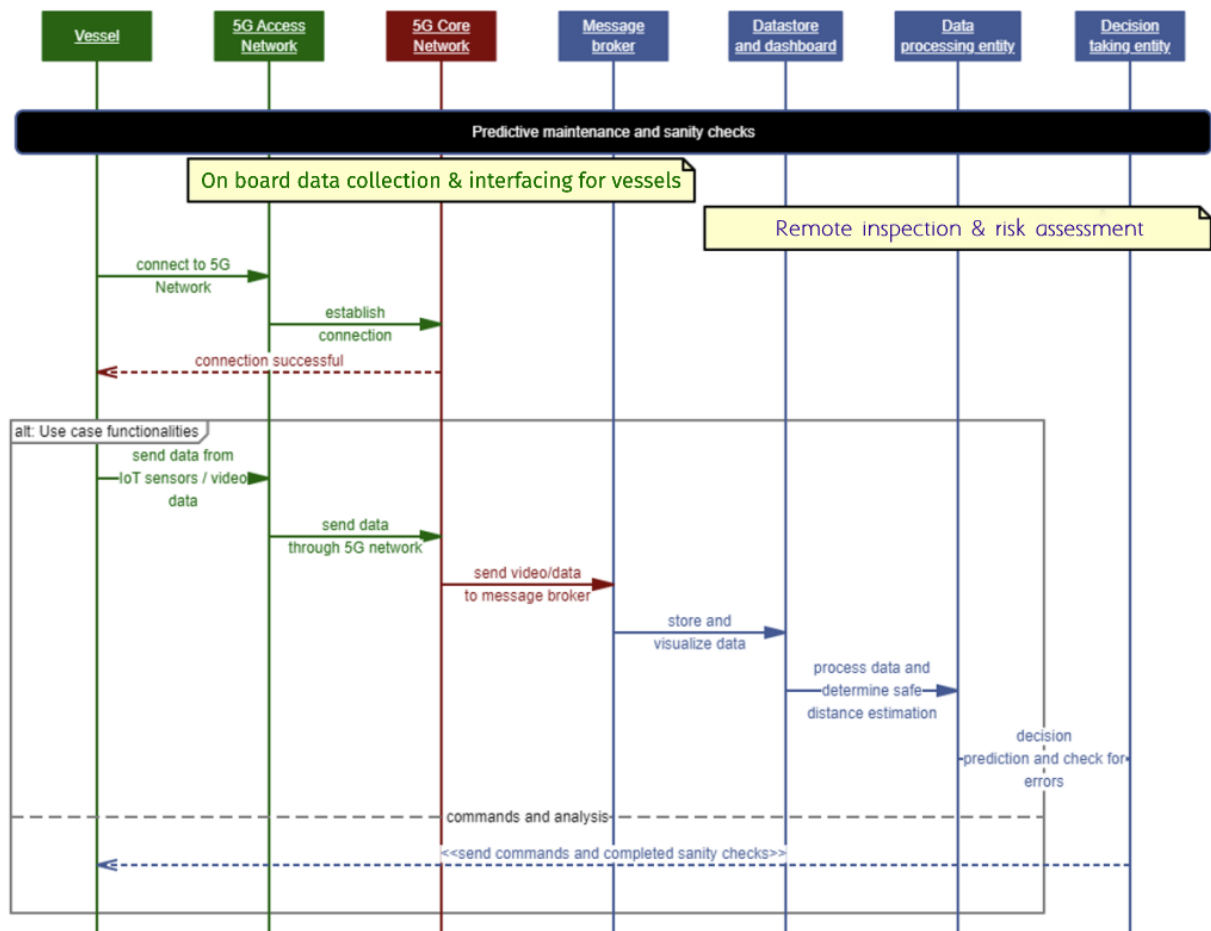 Vessel
5G Access
Network
5G Core
Network
Message
broker
Datastore
and dashboard
Data
processing entity
Decision
taking entity
Predictive maintenance and sanity checks
On board data collection & interfacing for vessels
Remote inspection & risk assessment
connect to 5G
Network
establish
connection
connection successful
alt: Use case functionalities
send data from
IoT sensors / video
data
send data
through 5G network
send video/data
to message broker
store and
visualize data
process data and
determine safe
distance estimation
decision
prediction and check for
errors
commands and analysis
<<send commands and completed sanity checks>>